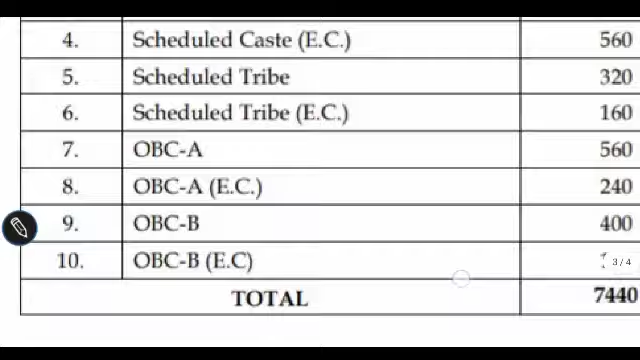 4. Scheduled Caste (E.C.) 560
5. Scheduled Tribe 320
6. Scheduled Tribe (E.C.) 160
7. OBC-A 560
8. OBC-A (E.C.) 240
9. OBC-B 400
10. OBC-B (E.C) 3/4
TOTAL 7440